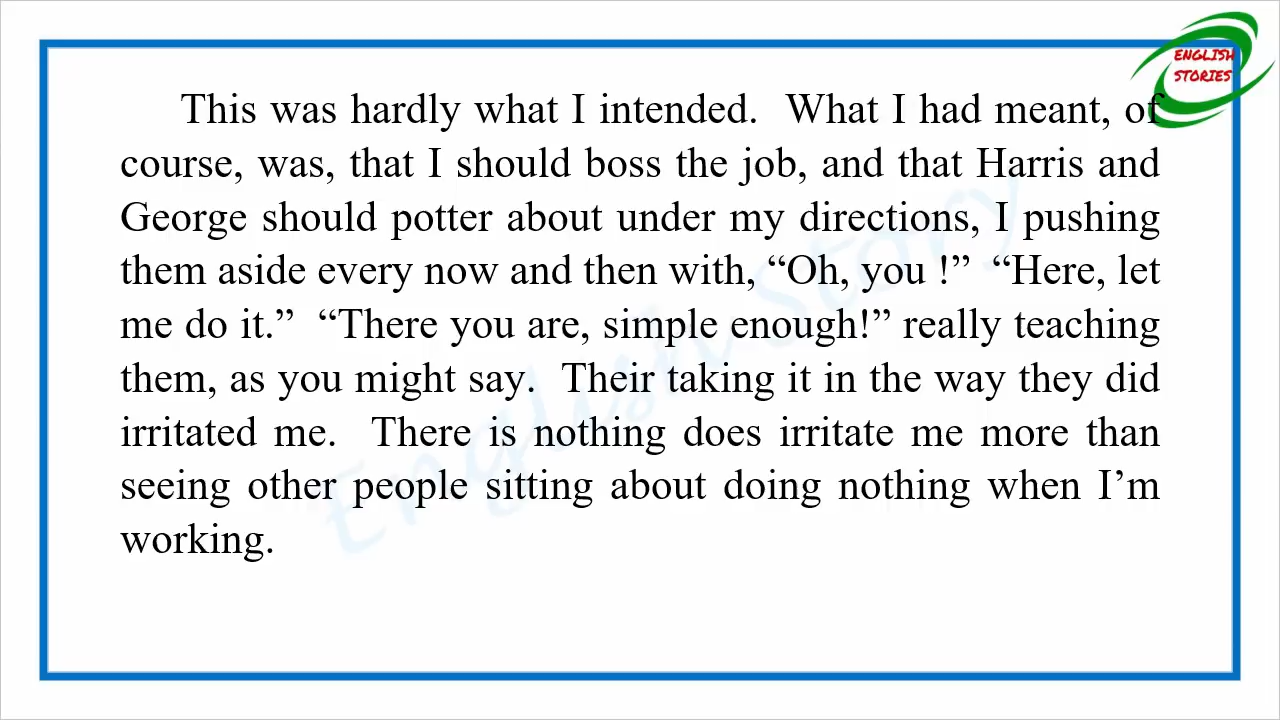 ENGLISH
STORIES
This was hardly what I intended.  What I had meant, of
course, was, that I should boss the job, and that Harris and
George should potter about under my directions, I pushing
them aside every now and then with, “Oh, you !”  “Here, let
me do it.”  “There you are, simple enough!” really teaching
them, as you might say.  Their taking it in the way they did
irritated me.  There is nothing does irritate me more than
seeing other people sitting about doing nothing when I’m
working.
English Story